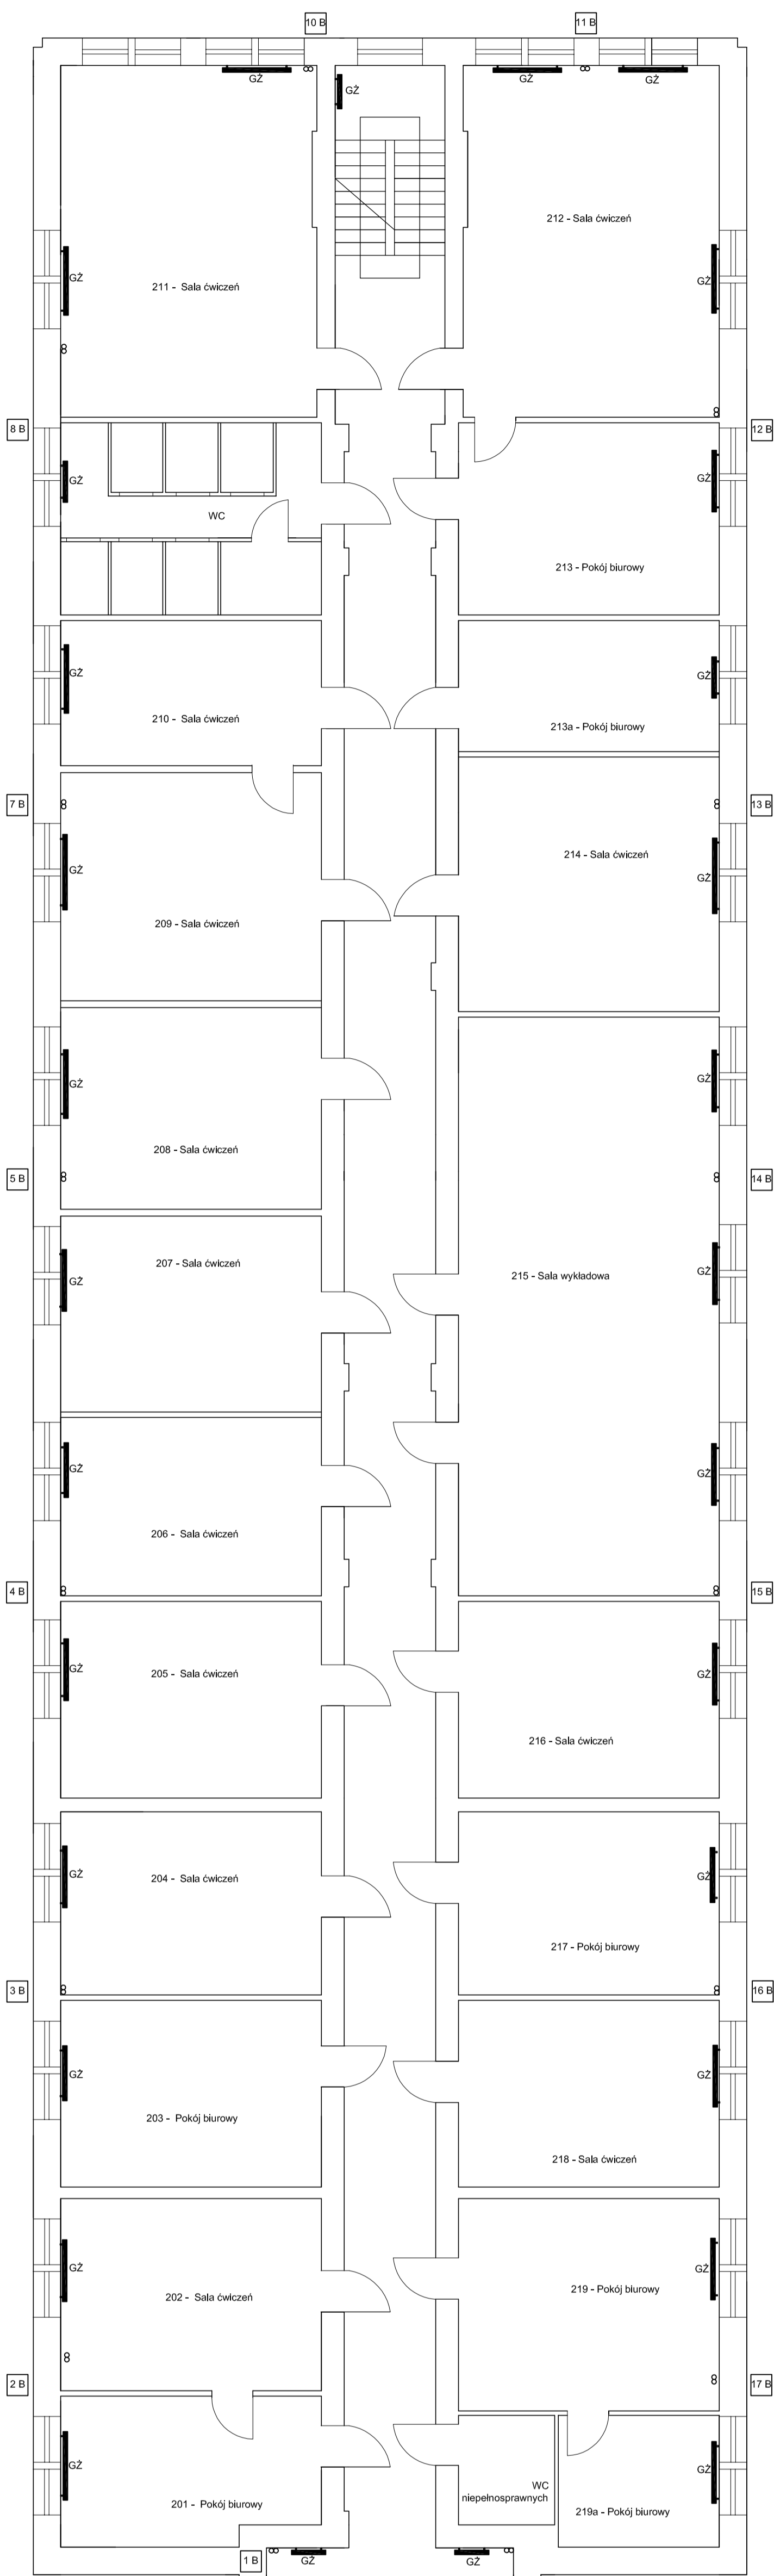 10 B
11 B
GŻ
GŻ
GŻ
GŻ
212 - Sala ćwiczeń
GŻ
GŻ
211 - Sala ćwiczeń
8 B
12 B
GŻ
GŻ
WC
213 - Pokój biurowy
GŻ
GŻ
210 - Sala ćwiczeń
213a - Pokój biurowy
7 B
13 B
214 - Sala ćwiczeń
GŻ
GŻ
209 - Sala ćwiczeń
GŻ
GŻ
208 - Sala ćwiczeń
5 B
14 B
207 - Sala ćwiczeń
GŻ
GŻ
215 - Sala wykładowa
GŻ
GŻ
206 - Sala ćwiczeń
4 B
15 B
GŻ
205 - Sala ćwiczeń
GŻ
216 - Sala ćwiczeń
GŻ
204 - Sala ćwiczeń
GŻ
217 - Pokój biurowy
3 B
16 B
GŻ
GŻ
203 - Pokój biurowy
218 - Sala ćwiczeń
GŻ
GŻ
202 - Sala ćwiczeń
219 - Pokój biurowy
2 B
17 B
GŻ
GŻ
201 - Pokój biurowy
WC
niepełnosprawnych
219a - Pokój biurowy
1 B
GŻ
GŻ